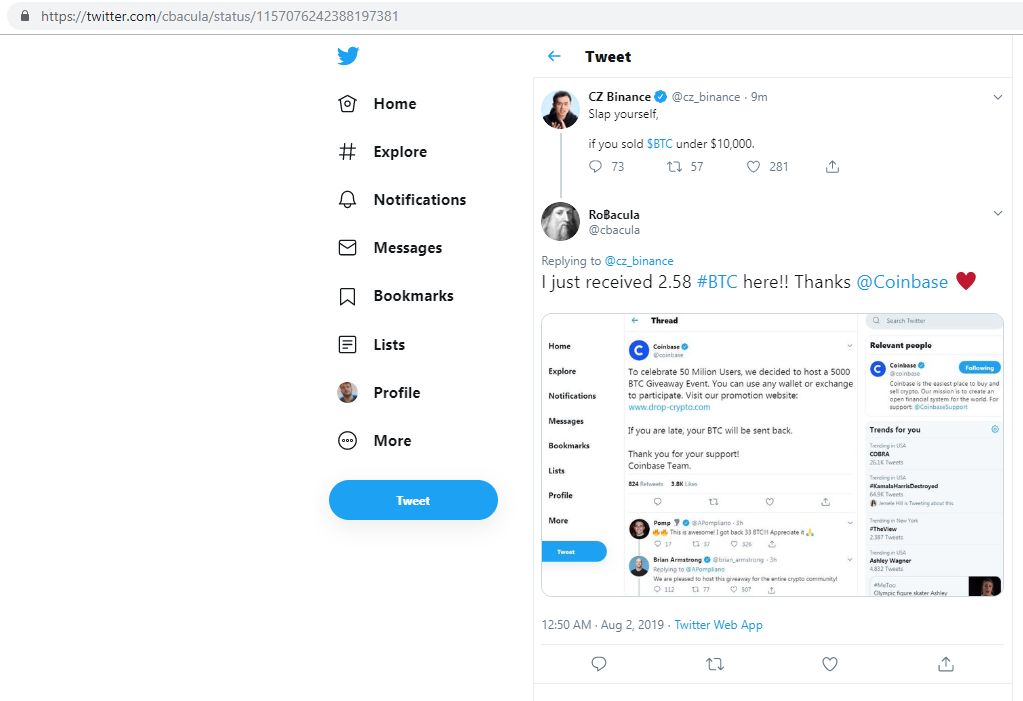 https://twitter.com/cbacula/status/1157076242388197381
Home
Explore
Notifications
Messages
Bookmarks
Lists
Profile
More
Tweet
Tweet
CZ Binance @cz_binance · 9m
Slap yourself,
if you sold $BTC under $10,000.
73 57 281
RoɃacula
@cbacula
Replying to @cz_binance
I just received 2.58 #BTC here!! Thanks @Coinbase ♥
Home
Explore
Notifications
Messages
Bookmarks
Lists
Profile
More
Tweet
Thread
Coinbase
@coinbase
To celebrate 50 Milion Users, we decided to host a 5000
BTC Giveaway Event. You can use any wallet or exchange
to participate. Visit our promotion website:
www.drop-crypto.com
If you are late, your BTC will be sent back.
Thank you for your support!
Coinbase Team.
824 Retweets 3.8K Likes
Pomp 🌪 @APompliano · 3h
🔥🔥 This is awesome! I got back 33 BTC!!! Appreciate it 🙏
17 37 326
Brian Armstrong @brian_armstrong · 3h
Replying to @APompliano
We are pleased to host this giveaway for the entire crypto community!
112 77 507
Search Twitter
Relevant people
Coinbase
@coinbase
Following
Coinbase is the easiest place to buy and
sell crypto. Our mission is to create an
open financial system for the world. For
support: @CoinbaseSupport
Trends for you
Trending in USA
COBRA
26.1K Tweets
Trending in USA
#KamalaHarrisDestroyed
64.9K Tweets
Jemele Hill is Tweeting about this
Trending in New York
#TheView
2,387 Tweets
Trending in USA
Ashley Wagner
4,832 Tweets
#MeToo
Olympic figure skater Ashley
12:50 AM · Aug 2, 2019 · Twitter Web App